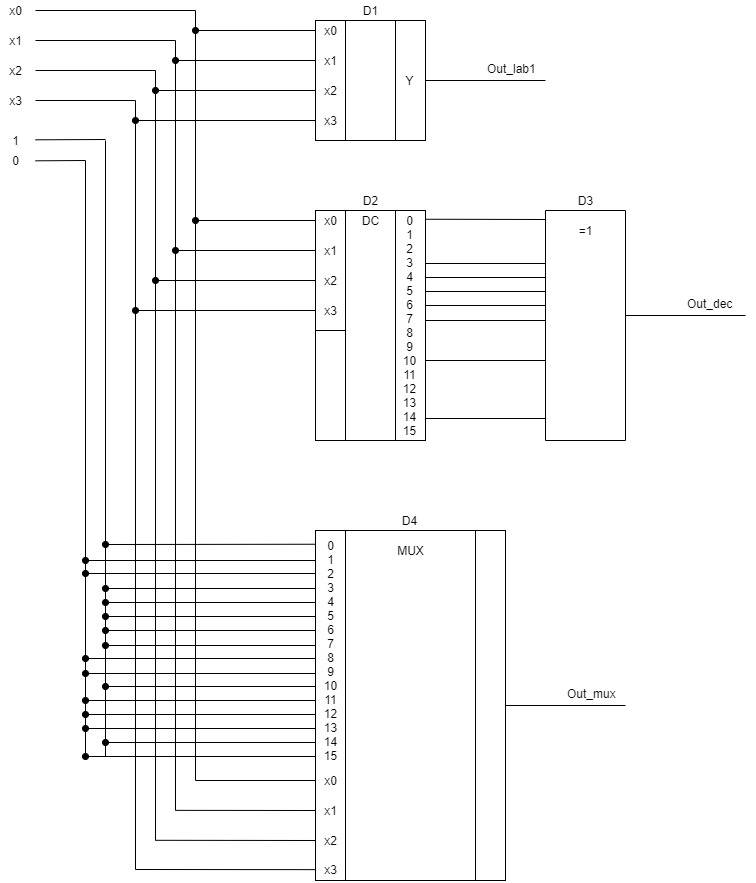 x0
x1
x2
x3
1
0
D1
x0
x1
x2
x3
Y
Out_lab1
D2
x0
x1
x2
x3
DC
0
1
2
3
4
5
6
7
8
9
10
11
12
13
14
15
D3
=1
Out_dec
D4
MUX
0
1
2
3
4
5
6
7
8
9
10
11
12
13
14
15
x0
x1
x2
x3
Out_mux